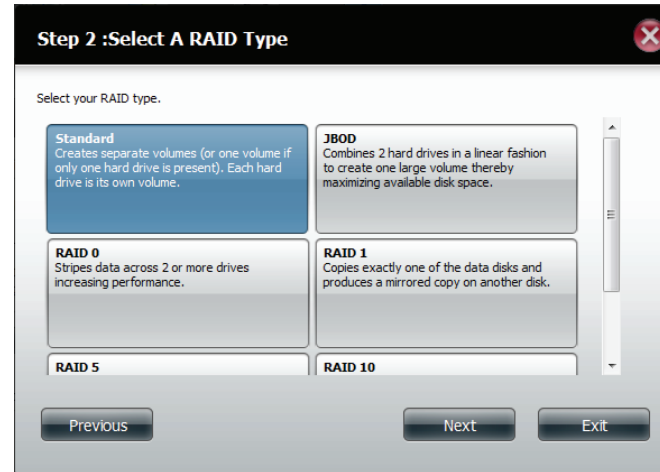 Step 2 :Select A RAID Type
Select your RAID type.
Standard
Creates separate volumes (or one volume if
only one hard drive is present). Each hard
drive is its own volume.
JBOD
Combines 2 hard drives in a linear fashion
to create one large volume thereby
maximizing available disk space.
RAID 0
Stripes data across 2 or more drives
increasing performance.
RAID 1
Copies exactly one of the data disks and
produces a mirrored copy on another disk.
RAID 5
RAID 10
Previous
Next
Exit